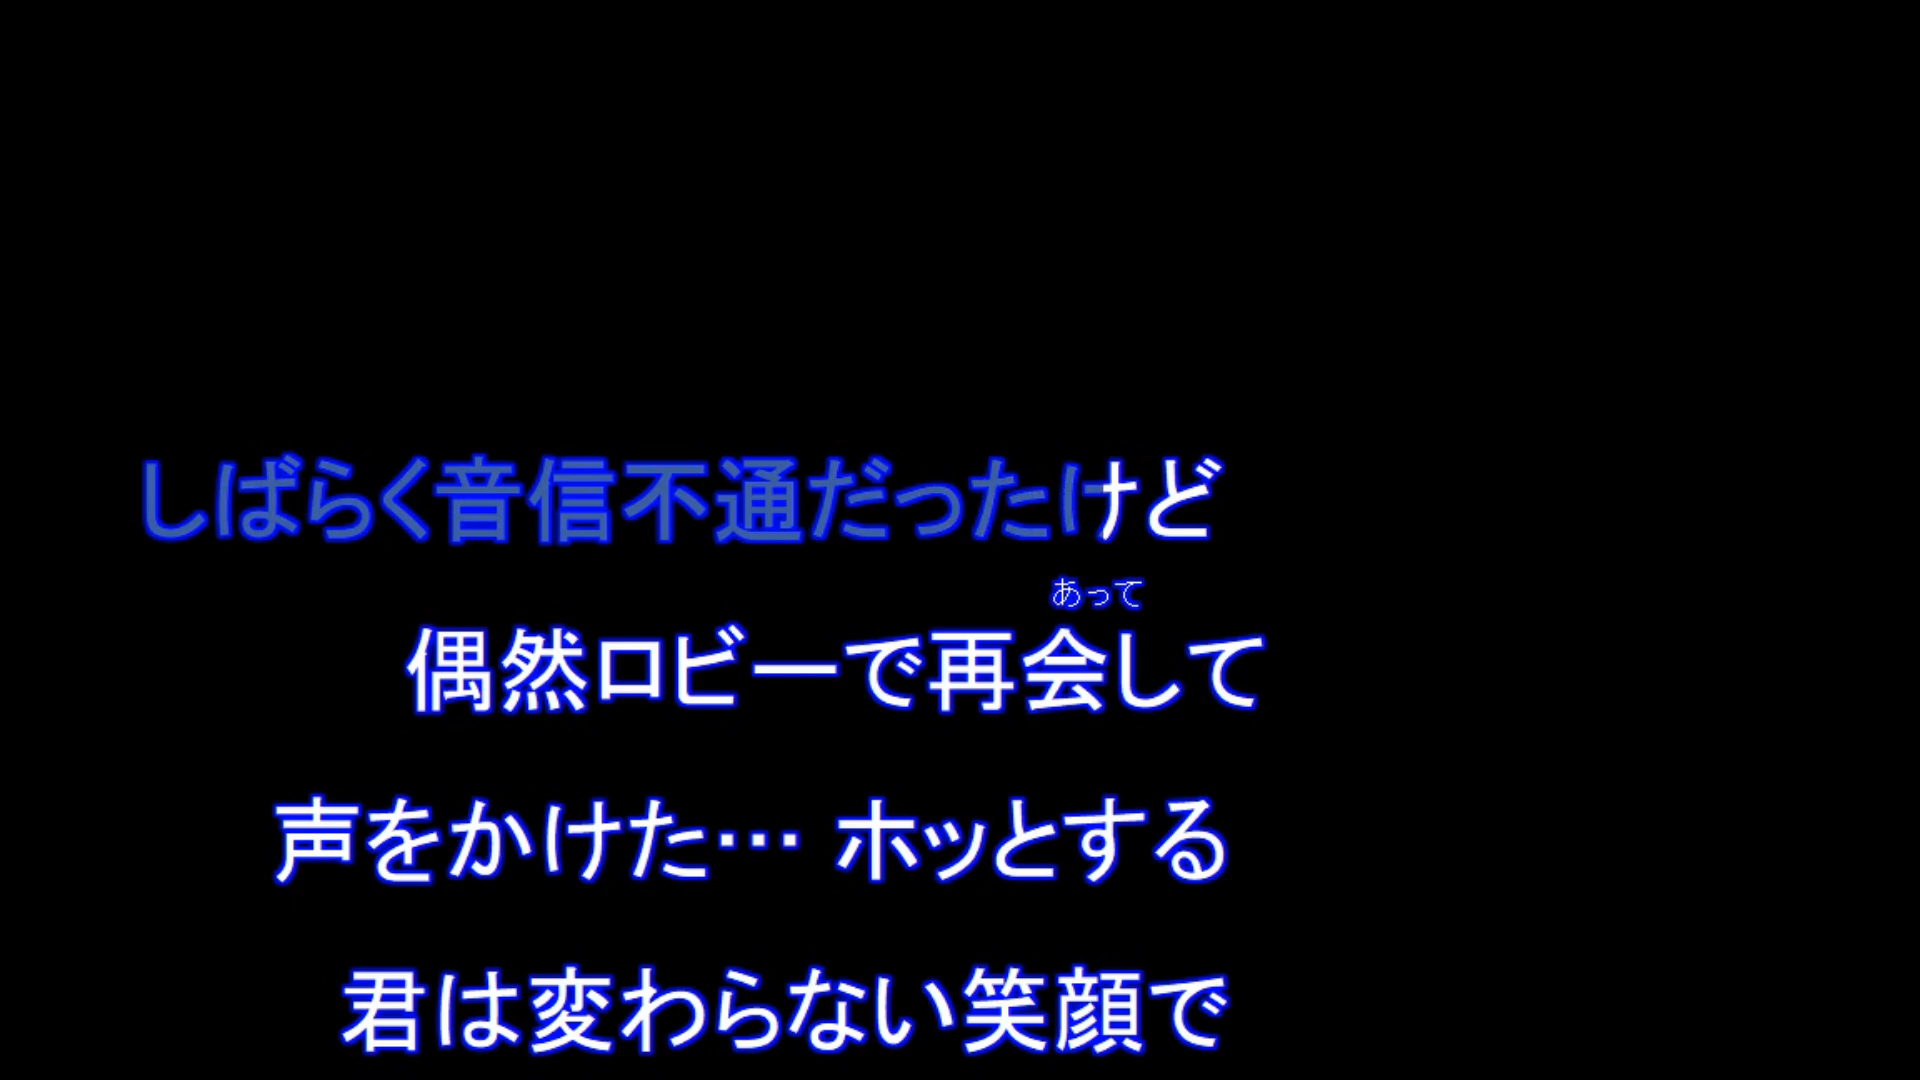 しばらく音信不通だったけど
あって
偶然ロビーで再会して
声をかけた… ホッとする
君は変わらない笑顔で